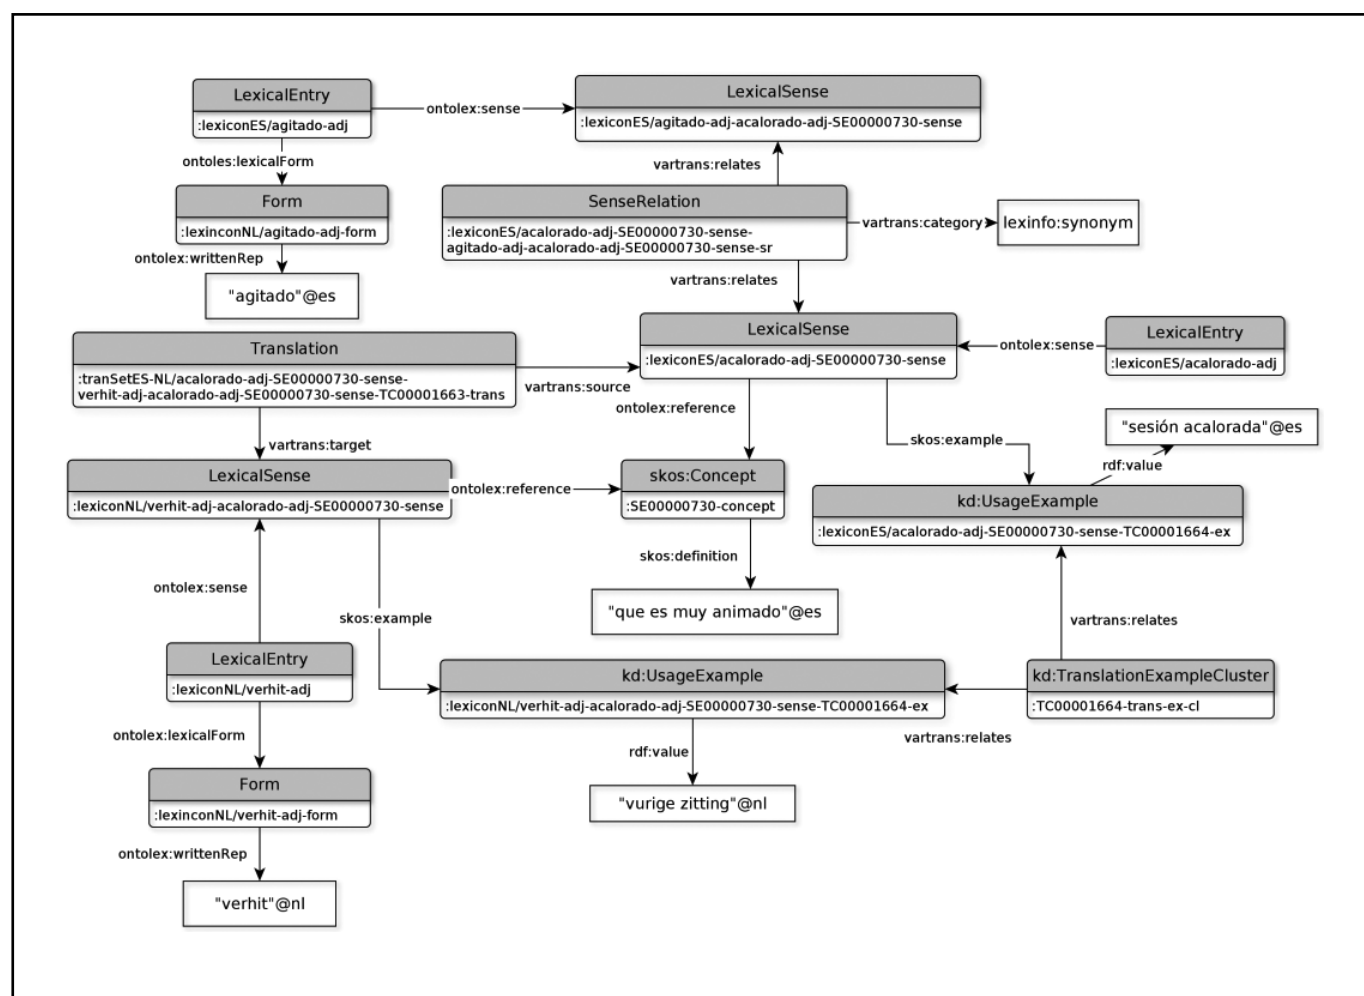 LexicalEntry
:lexiconES/agitado-adj
ontolex:sense
LexicalSense
:lexiconES/agitado-adj-acalorado-adj-SE00000730-sense
ontoles:lexicalForm
vartrans:relates
Form
:lexinconNL/agitado-adj-form
SenseRelation
:lexiconES/acalorado-adj-SE00000730-sense-
agitado-adj-acalorado-adj-SE00000730-sense-sr
vartrans:category
lexinfo:synonym
ontolex:writtenRep
"agitado"@es
vartrans:relates
Translation
:tranSetES-NL/acalorado-adj-SE00000730-sense-
verhit-adj-acalorado-adj-SE00000730-sense-TC00001663-trans
vartrans:source
LexicalSense
:lexiconES/acalorado-adj-SE00000730-sense
ontolex:sense
LexicalEntry
:lexiconES/acalorado-adj
ontolex:reference
skos:example
"sesión acalorada"@es
rdf:value
vartrans:target
LexicalSense
:lexiconNL/verhit-adj-acalorado-adj-SE00000730-sense
ontolex:reference
skos:Concept
:SE00000730-concept
kd:UsageExample
:lexiconES/acalorado-adj-SE00000730-sense-TC00001664-ex
skos:definition
ontolex:sense
skos:example
"que es muy animado"@es
vartrans:relates
LexicalEntry
:lexiconNL/verhit-adj
kd:UsageExample
:lexiconNL/verhit-adj-acalorado-adj-SE00000730-sense-TC00001664-ex
kd:TranslationExampleCluster
:TC00001664-trans-ex-cl
ontolex:lexicalForm
vartrans:relates
rdf:value
Form
:lexinconNL/verhit-adj-form
"vurige zitting"@nl
ontolex:writtenRep
"verhit"@nl